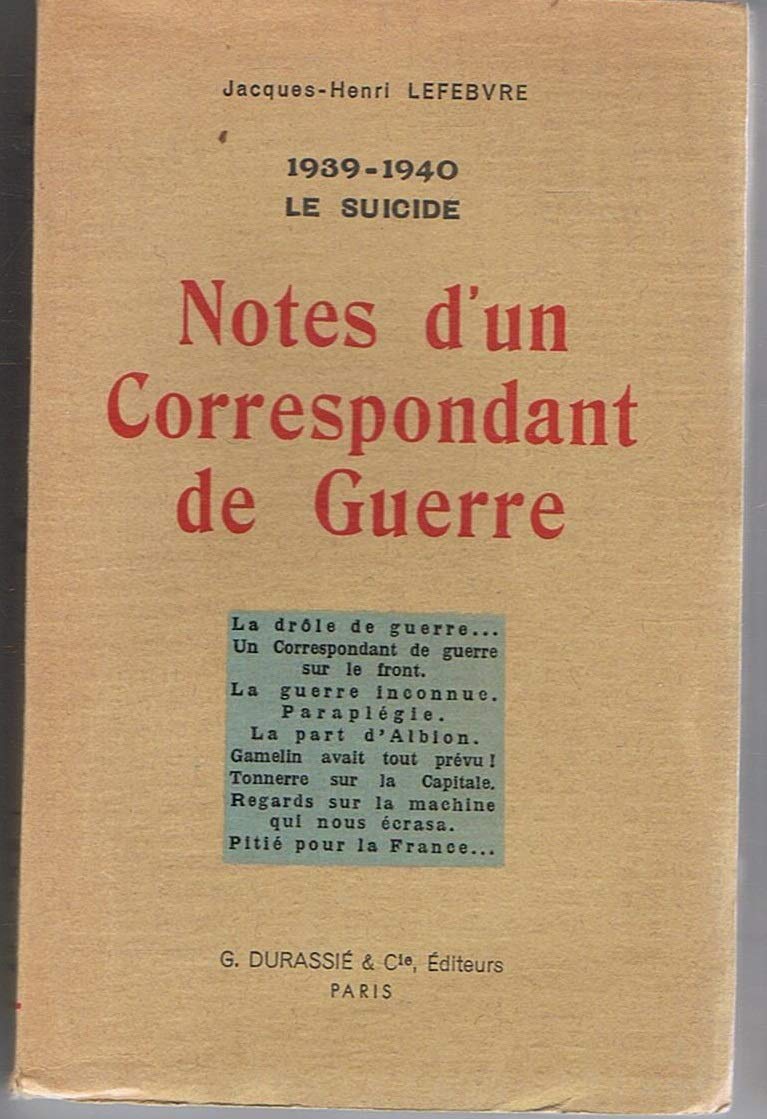 Jacques-Henri LEFEBVRE
1939-1940
LE SUICIDE
Notes d'un
Correspondant
de Guerre
La drôle de guerre...
Un Correspondant de guerre
sur le front.
La guerre inconnue.
Paraplégie.
La part d'Albion.
Gamelin avait tout prévu !
Tonnerre sur la Capitale.
Regards sur la machine
qui nous écrasa.
Pitié pour la France...
G. DURASSIÉ & Cie, Éditeurs
PARIS